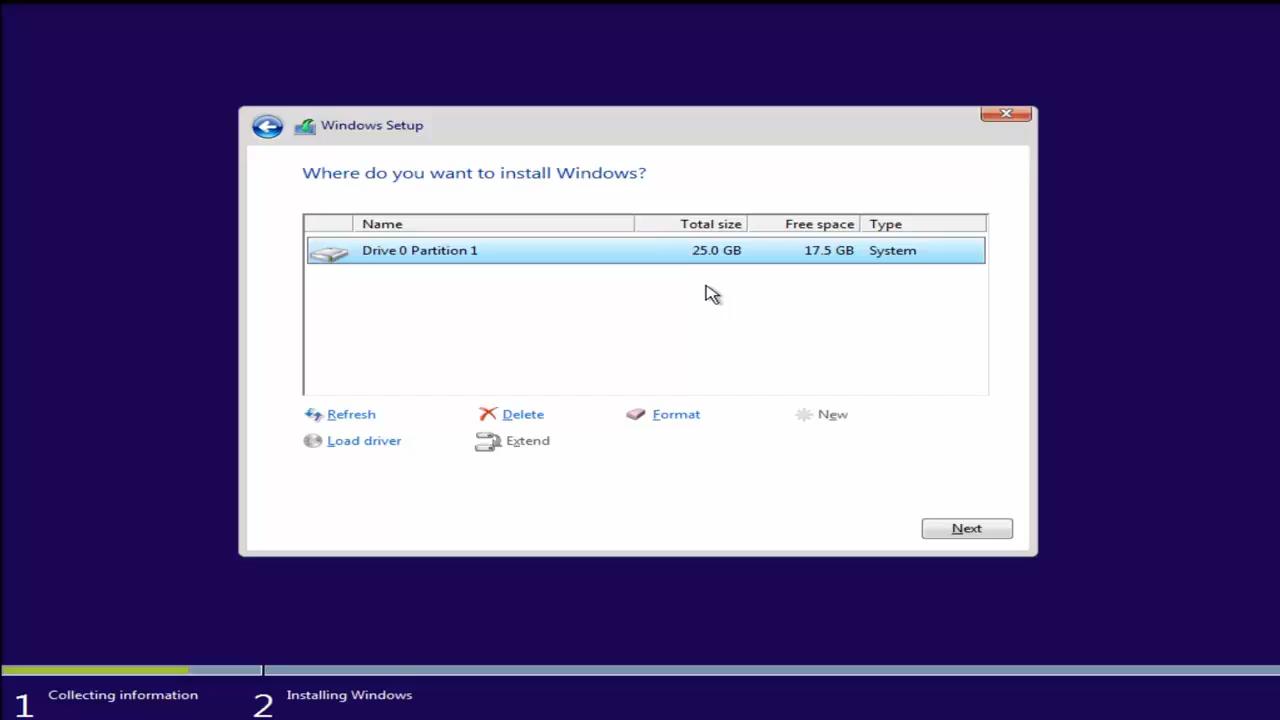 Windows Setup
Where do you want to install Windows?
Name Total size Free space Type
Drive 0 Partition 1 25.0 GB 17.5 GB System
Refresh Delete Format New
Load driver Extend
Next
1 Collecting information 2 Installing Windows